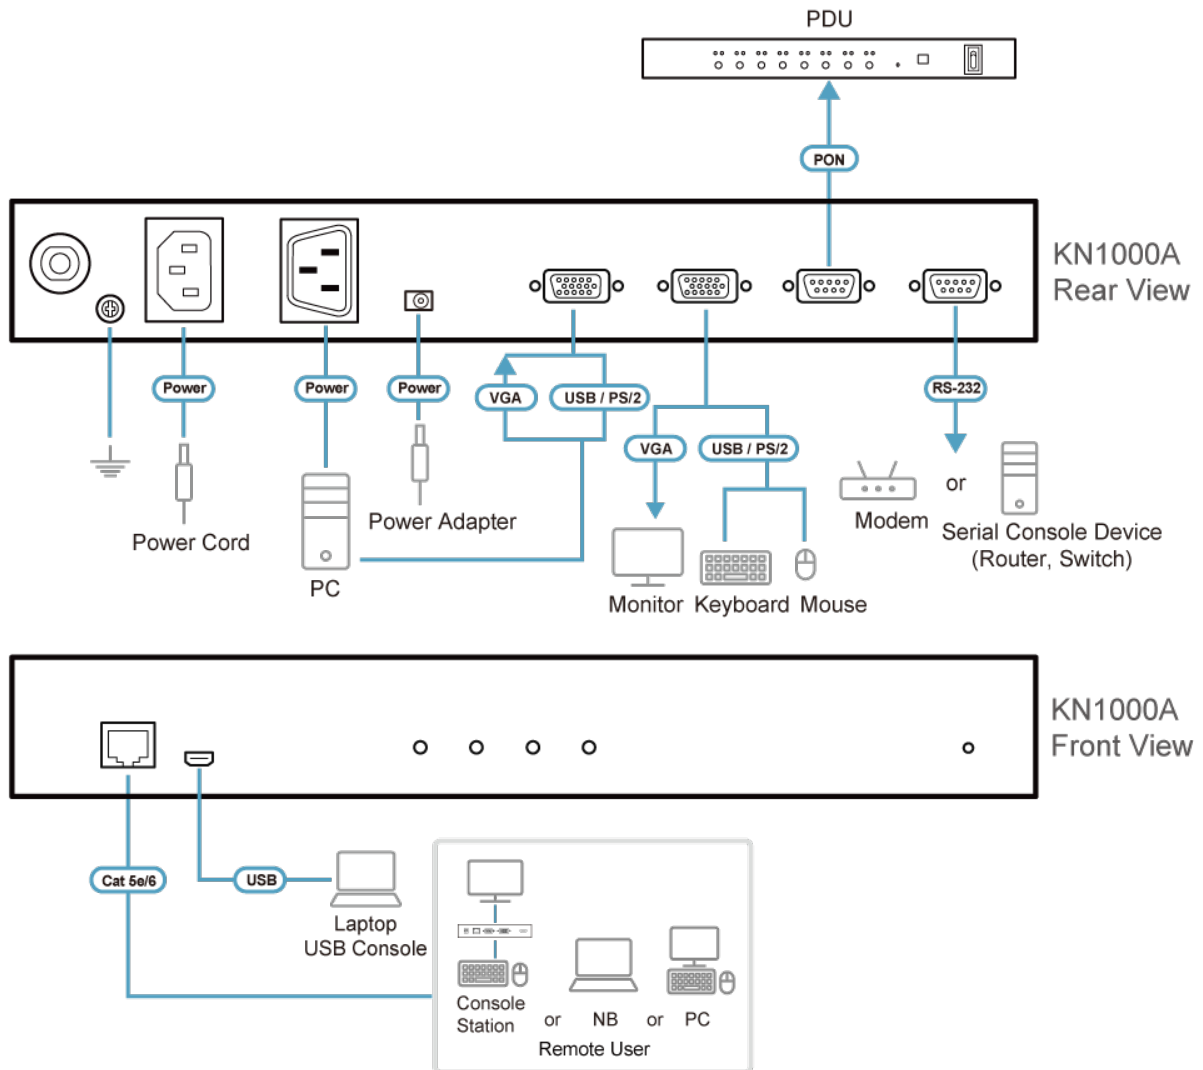 PDU
PON
KN1000A
Rear View
Power
Power
Power
VGA
USB / PS/2
RS-232
VGA
USB / PS/2
Power Cord
PC
Power Adapter
Monitor
Keyboard
Mouse
Modem
or
Serial Console Device
(Router, Switch)
KN1000A
Front View
Cat 5e/6
USB
Laptop
USB Console
Console
Station
or
NB
or
PC
Remote User